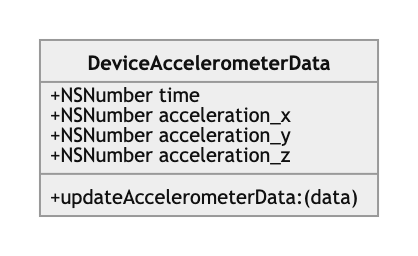 DeviceAccelerometerData
+NSNumber time
+NSNumber acceleration_x
+NSNumber acceleration_y
+NSNumber acceleration_z
+updateAccelerometerData:(data)